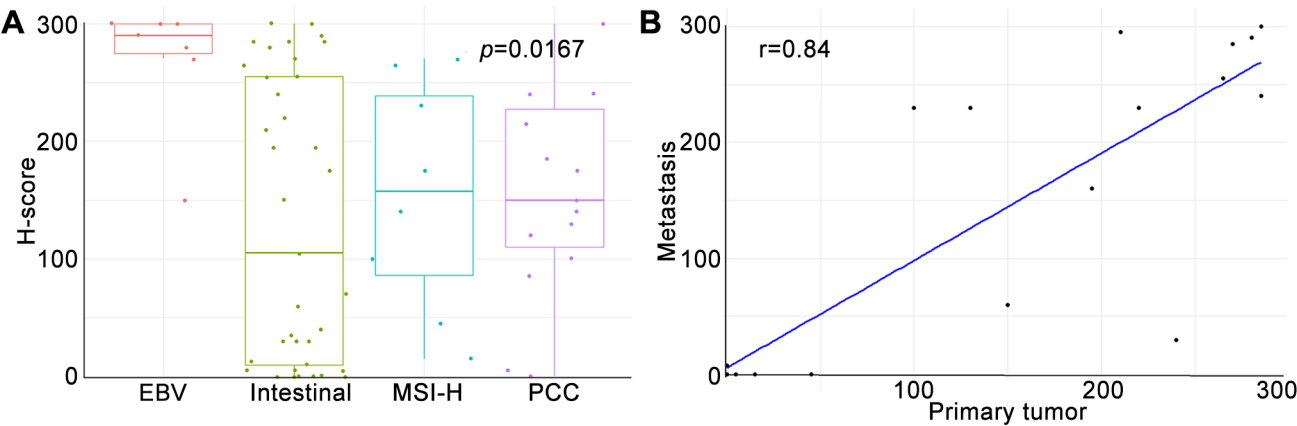 A
B
300
200
100
0
H-score
p=0.0167
EBV
Intestinal
MSI-H
PCC
300
200
100
0
Metastasis
r=0.84
100
200
300
Primary tumor